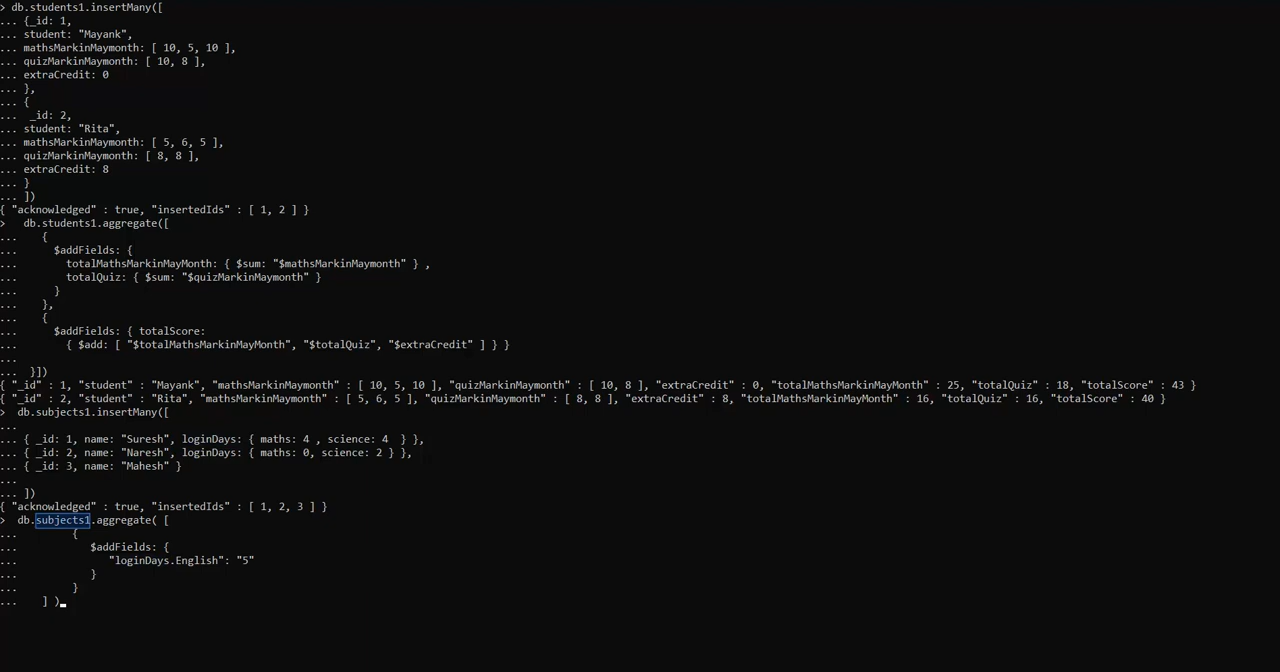 > db.students1.insertMany([
... {_id: 1,
... student: "Mayank",
... mathsMarkinMaymonth: [ 10, 5, 10 ],
... quizMarkinMaymonth: [ 10, 8 ],
... extraCredit: 0
... },
... {
...  _id: 2,
... student: "Rita",
... mathsMarkinMaymonth: [ 5, 6, 5 ],
... quizMarkinMaymonth: [ 8, 8 ],
... extraCredit: 8
... }
... ])
{ "acknowledged" : true, "insertedIds" : [ 1, 2 ] }
>   db.students1.aggregate([
...    {
...      $addFields: {
...        totalMathsMarkinMayMonth: { $sum: "$mathsMarkinMaymonth" } ,
...        totalQuiz: { $sum: "$quizMarkinMaymonth" }
...      }
...    },
...    {
...      $addFields: { totalScore:
...        { $add: [ "$totalMathsMarkinMayMonth", "$totalQuiz", "$extraCredit" ] } }
...
...  }])
{ "_id" : 1, "student" : "Mayank", "mathsMarkinMaymonth" : [ 10, 5, 10 ], "quizMarkinMaymonth" : [ 10, 8 ], "extraCredit" : 0, "totalMathsMarkinMayMonth" : 25, "totalQuiz" : 18, "totalScore" : 43 }
{ "_id" : 2, "student" : "Rita", "mathsMarkinMaymonth" : [ 5, 6, 5 ], "quizMarkinMaymonth" : [ 8, 8 ], "extraCredit" : 8, "totalMathsMarkinMayMonth" : 16, "totalQuiz" : 16, "totalScore" : 40 }
>  db.subjects1.insertMany([
...
... { _id: 1, name: "Suresh", loginDays: { maths: 4 , science: 4  } },
... { _id: 2, name: "Naresh", loginDays: { maths: 0, science: 2 } },
... { _id: 3, name: "Mahesh" }
...
... ])
{ "acknowledged" : true, "insertedIds" : [ 1, 2, 3 ] }
>  db.subjects1.aggregate( [
...         {
...            $addFields: {
...               "loginDays.English": "5"
...            }
...         }
...    ] )